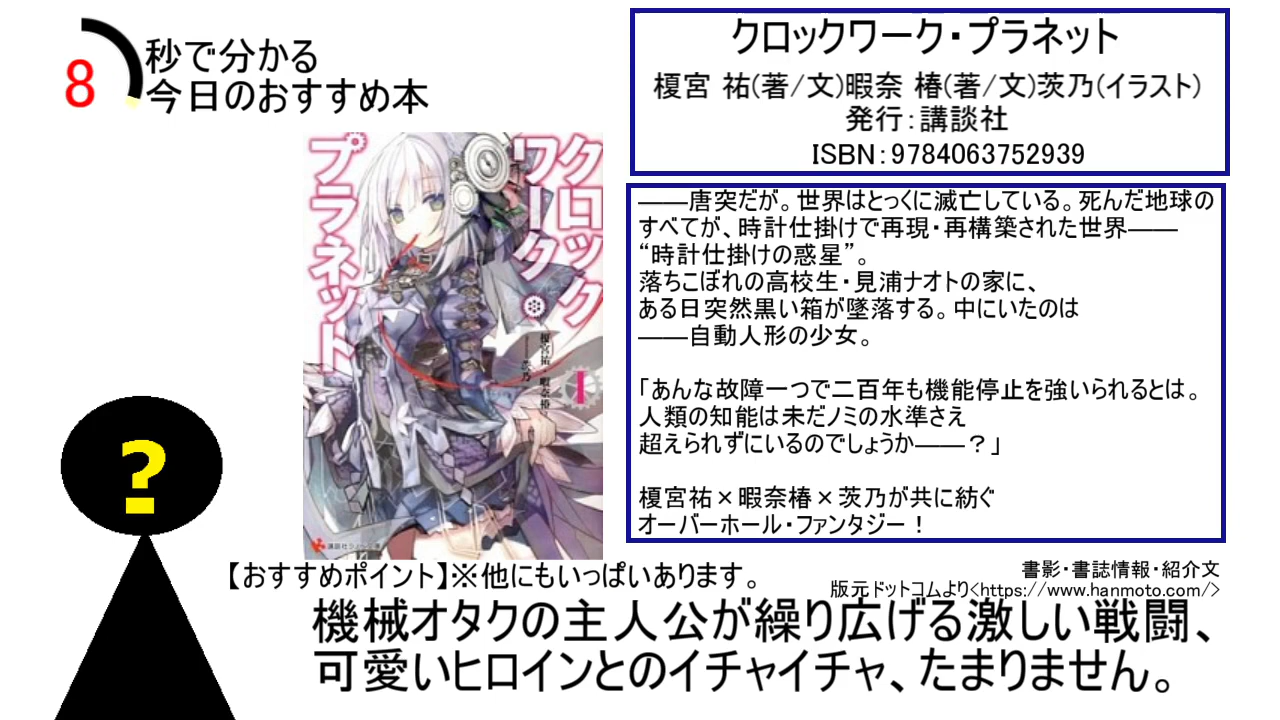 8
秒で分かる
今日のおすすめ本
クロックワーク・プラネット
榎宮 祐(著/文)暇奈 椿(著/文)茨乃(イラスト)
発行:講談社
ISBN:9784063752939
クロック
ワーク・
プラネット
榎宮祐・暇奈椿
茨乃
I
講談社ラノベ文庫
――唐突だが。世界はとっくに滅亡している。死んだ地球の
すべてが、時計仕掛けで再現・再構築された世界――
“時計仕掛けの惑星”。
落ちこぼれの高校生・見浦ナオトの家に、
ある日突然黒い箱が墜落する。中にいたのは
――自動人形の少女。
「あんな故障一つで二百年も機能停止を強いられるとは。
人類の知能は未だノミの水準さえ
超えられずにいるのでしょうか――?」
榎宮祐×暇奈椿×茨乃が共に紡ぐ
オーバーホール・ファンタジー!
?
【おすすめポイント】※他にもいっぱいあります。
書影・書誌情報・紹介文
版元ドットコムより<https://www.hanmoto.com/>
機械オタクの主人公が繰り広げる激しい戦闘、
可愛いヒロインとのイチャイチャ、たまりません。